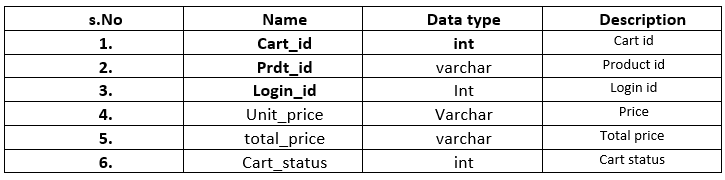 s.No Name Data type Description
1. Cart_id int Cart id
2. Prdt_id varchar Product id
3. Login_id Int Login id
4. Unit_price Varchar Price
5. total_price varchar Total price
6. Cart_status int Cart status